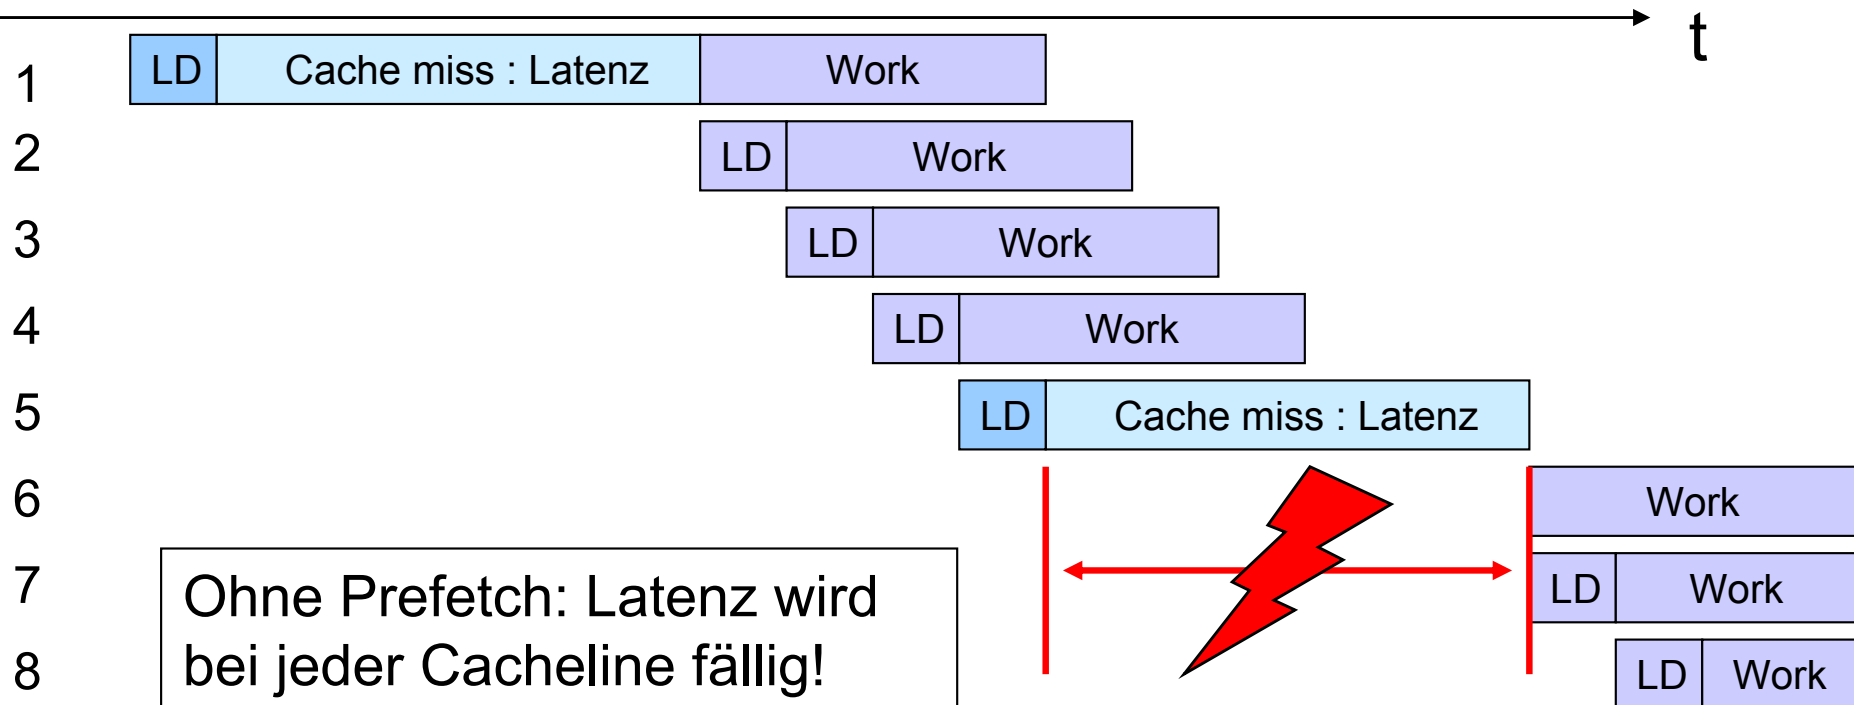 t
1 LD Cache miss : Latenz Work
2 LD Work
3 LD Work
4 LD Work
5 LD Cache miss : Latenz
6 Work
7 LD Work
8 LD Work
Ohne Prefetch: Latenz wird
bei jeder Cacheline fällig!